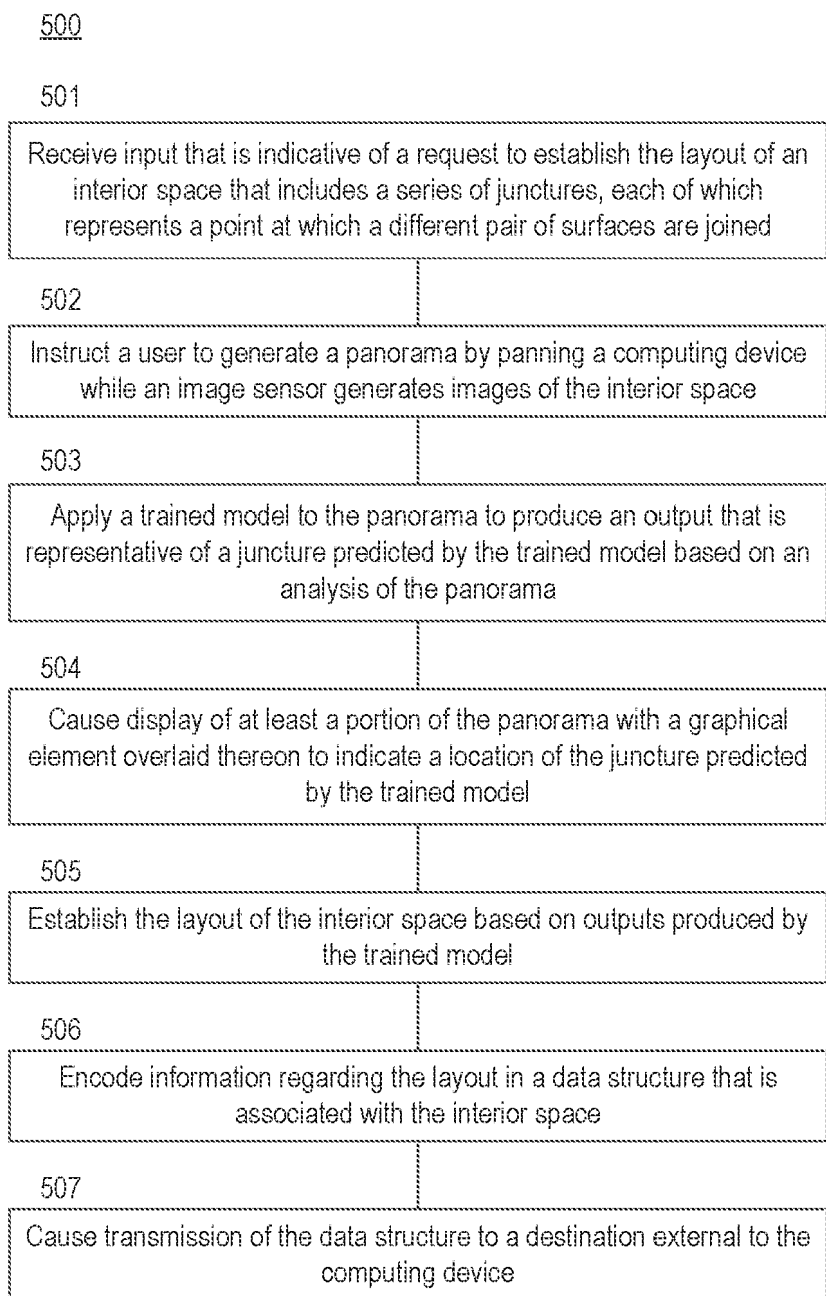 500
501
Receive input that is indicative of a request to establish the layout of an
interior space that includes a series of junctures, each of which
represents a point at which a different pair of surfaces are joined
502
Instruct a user to generate a panorama by panning a computing device
while an image sensor generates images of the interior space
503
Apply a trained model to the panorama to produce an output that is
representative of a juncture predicted by the trained model based on an
analysis of the panorama
504
Cause display of at least a portion of the panorama with a graphical
element overlaid thereon to indicate a location of the juncture predicted
by the trained model
505
Establish the layout of the interior space based on outputs produced by
the trained model
506
Encode information regarding the layout in a data structure that is
associated with the interior space
507
Cause transmission of the data structure to a destination external to the
computing device